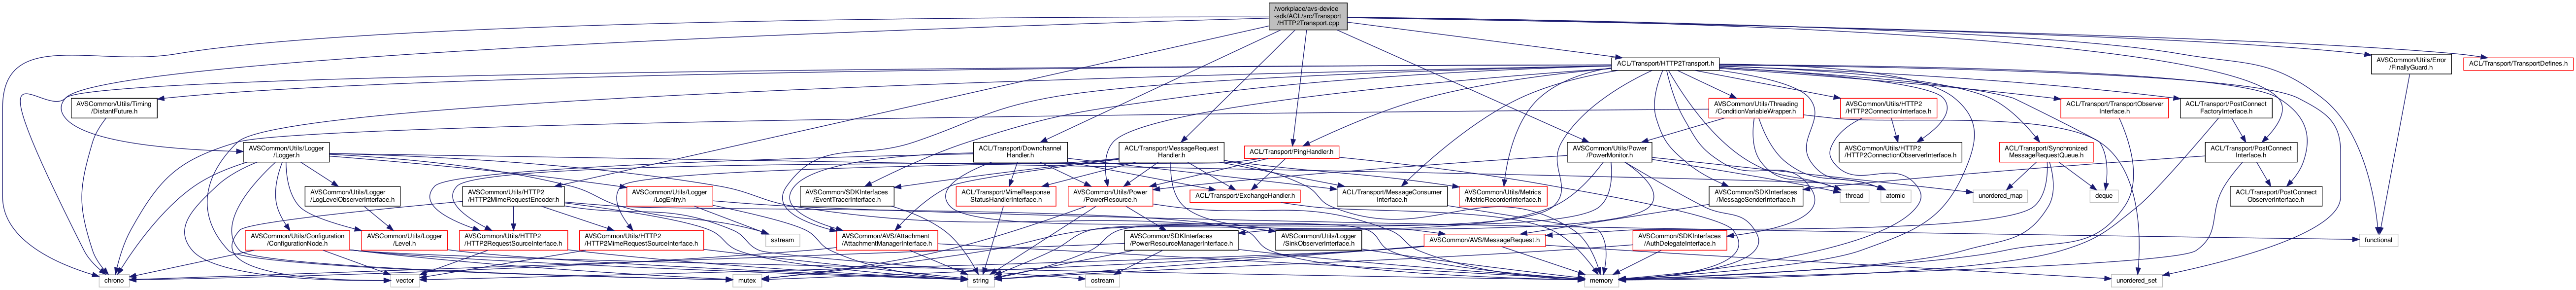 /workplace/avs-device
-sdk/ACL/src/Transport
/HTTP2Transport.cpp
ACL/Transport/HTTP2Transport.h
AVSCommon/Utils/Error
/FinallyGuard.h
ACL/Transport/TransportDefines.h
AVSCommon/Utils/Timing
/DistantFuture.h
AVSCommon/Utils/Threading
/ConditionVariableWrapper.h
AVSCommon/Utils/HTTP2
/HTTP2ConnectionInterface.h
ACL/Transport/TransportObserver
Interface.h
ACL/Transport/PostConnect
FactoryInterface.h
AVSCommon/Utils/Logger
/Logger.h
ACL/Transport/Downchannel
Handler.h
ACL/Transport/MessageRequest
Handler.h
ACL/Transport/PingHandler.h
AVSCommon/Utils/Power
/PowerMonitor.h
AVSCommon/Utils/HTTP2
/HTTP2ConnectionObserverInterface.h
ACL/Transport/Synchronized
MessageRequestQueue.h
ACL/Transport/PostConnect
Interface.h
AVSCommon/Utils/Logger
/LogLevelObserverInterface.h
AVSCommon/Utils/HTTP2
/HTTP2MimeRequestEncoder.h
AVSCommon/Utils/Logger
/LogEntry.h
AVSCommon/SDKInterfaces
/EventTracerInterface.h
ACL/Transport/MimeResponse
StatusHandlerInterface.h
AVSCommon/Utils/Power
/PowerResource.h
ACL/Transport/ExchangeHandler.h
ACL/Transport/MessageConsumer
Interface.h
AVSCommon/Utils/Metrics
/MetricRecorderInterface.h
thread
atomic
unordered_map
AVSCommon/SDKInterfaces
/MessageSenderInterface.h
deque
ACL/Transport/PostConnect
ObserverInterface.h
AVSCommon/Utils/Configuration
/ConfigurationNode.h
AVSCommon/Utils/Logger
/Level.h
AVSCommon/Utils/HTTP2
/HTTP2RequestSourceInterface.h
AVSCommon/Utils/HTTP2
/HTTP2MimeRequestSourceInterface.h
sstream
AVSCommon/AVS/Attachment
/AttachmentManagerInterface.h
AVSCommon/SDKInterfaces
/PowerResourceManagerInterface.h
AVSCommon/Utils/Logger
/SinkObserverInterface.h
AVSCommon/AVS/MessageRequest.h
AVSCommon/SDKInterfaces
/AuthDelegateInterface.h
functional
chrono
vector
mutex
string
ostream
memory
unordered_set